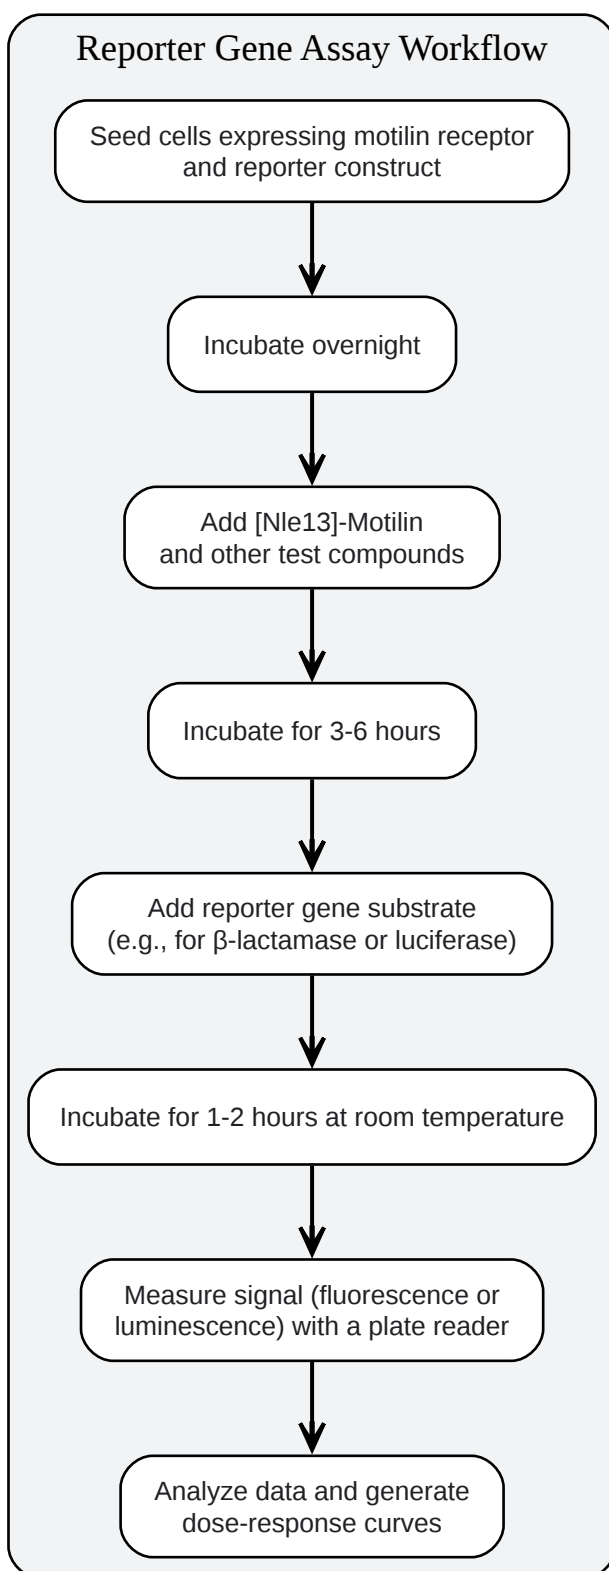 Reporter Gene Assay Workflow
Seed cells expressing motilin receptor
and reporter construct
Incubate overnight
Add [Nle13]-Motilin
and other test compounds
Incubate for 3-6 hours
Add reporter gene substrate
(e.g., for β-lactamase or luciferase)
Incubate for 1-2 hours at room temperature
Measure signal (fluorescence or
luminescence) with a plate reader
Analyze data and generate
dose-response curves